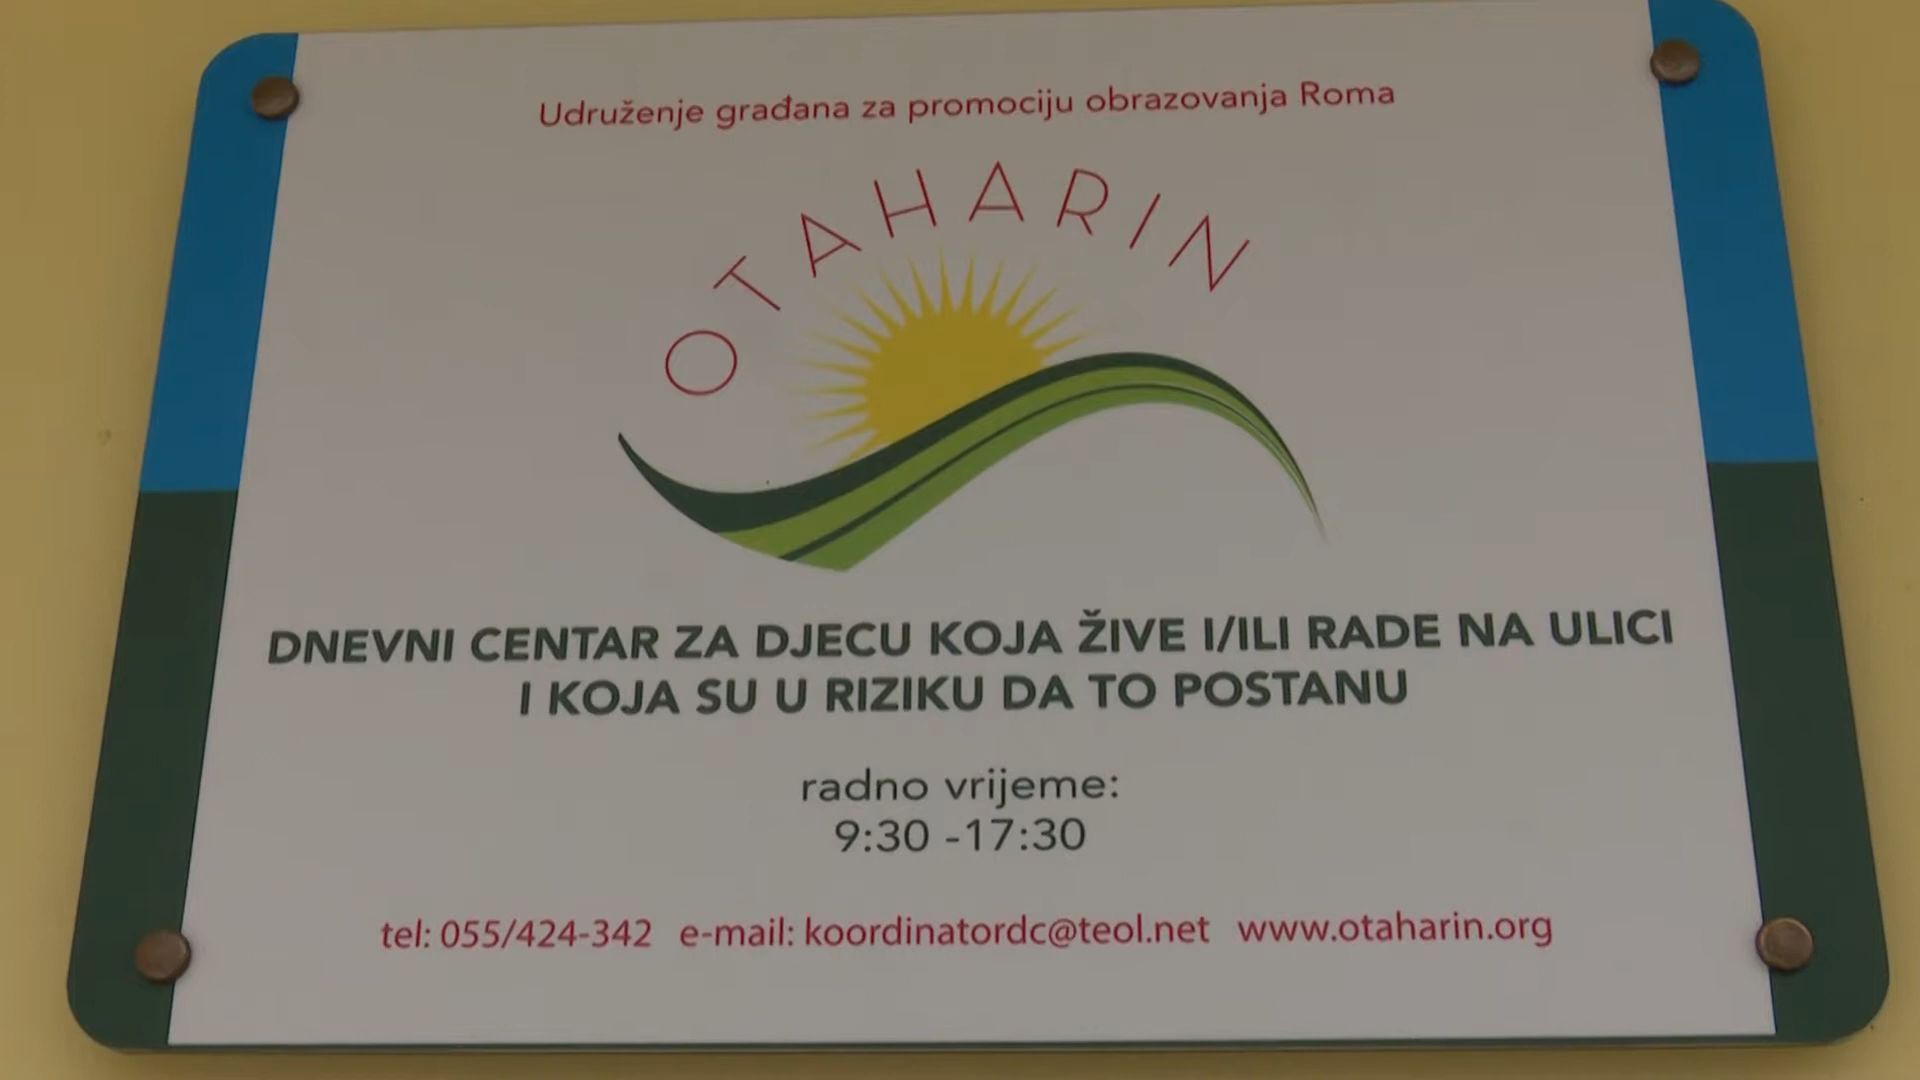 Udruženje građana za promociju obrazovanja Roma
OTAHARIN
DNEVNI CENTAR ZA DJECU KOJA ŽIVE I/ILI RADE NA ULICI
I KOJA SU U RIZIKU DA TO POSTANU
radno vrijeme:
9:30 -17:30
tel: 055/424-342 e-mail: koordinatordc@teol.net www.otaharin.org